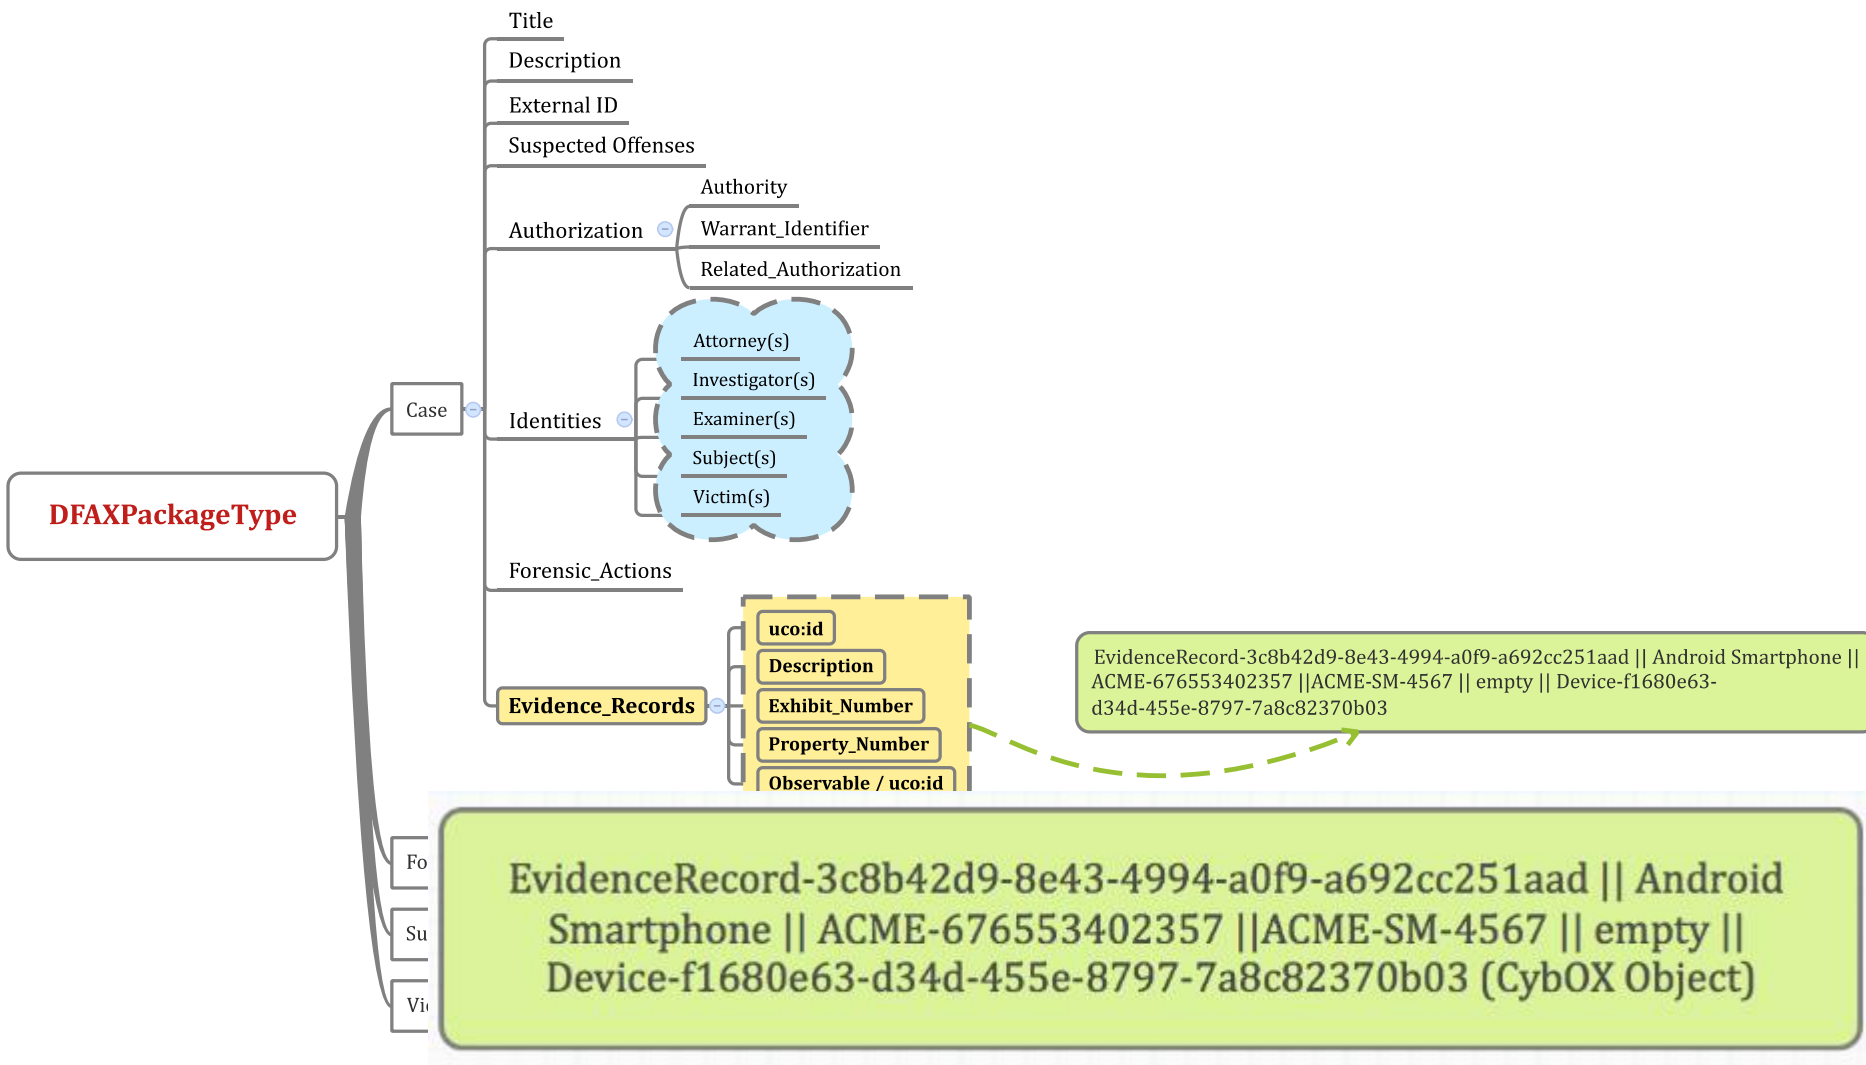 Title
Description
External ID
Suspected Offenses
Authority
Authorization
Warrant_Identifier
Related_Authorization
Attorney(s)
Investigator(s)
Case
Identities
Examiner(s)
Subject(s)
Victim(s)
DFAXPackageType
Forensic_Actions
uco:id
Description
Evidence_Records
Exhibit_Number
Property_Number
Observable / uco:id
EvidenceRecord-3c8b42d9-8e43-4994-a0f9-a692cc251aad || Android Smartphone ||
ACME-676553402357 ||ACME-SM-4567 || empty || Device-f1680e63-
d34d-455e-8797-7a8c82370b03
Fo
Su
Vi
EvidenceRecord-3c8b42d9-8e43-4994-a0f9-a692cc251aad || Android
Smartphone || ACME-676553402357 ||ACME-SM-4567 || empty ||
Device-f1680e63-d34d-455e-8797-7a8c82370b03 (CybOX Object)